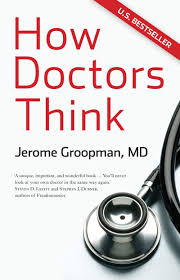 U.S. BESTSELLER
How
Doctors
Think
Jerome Groopman, MD
'A unique, important, and wonderful book … You'll never
look at your own doctor in the same way again.'
STEVEN D. LEVITT AND STEPHEN J. DUBNER,
authors of Freakonomics